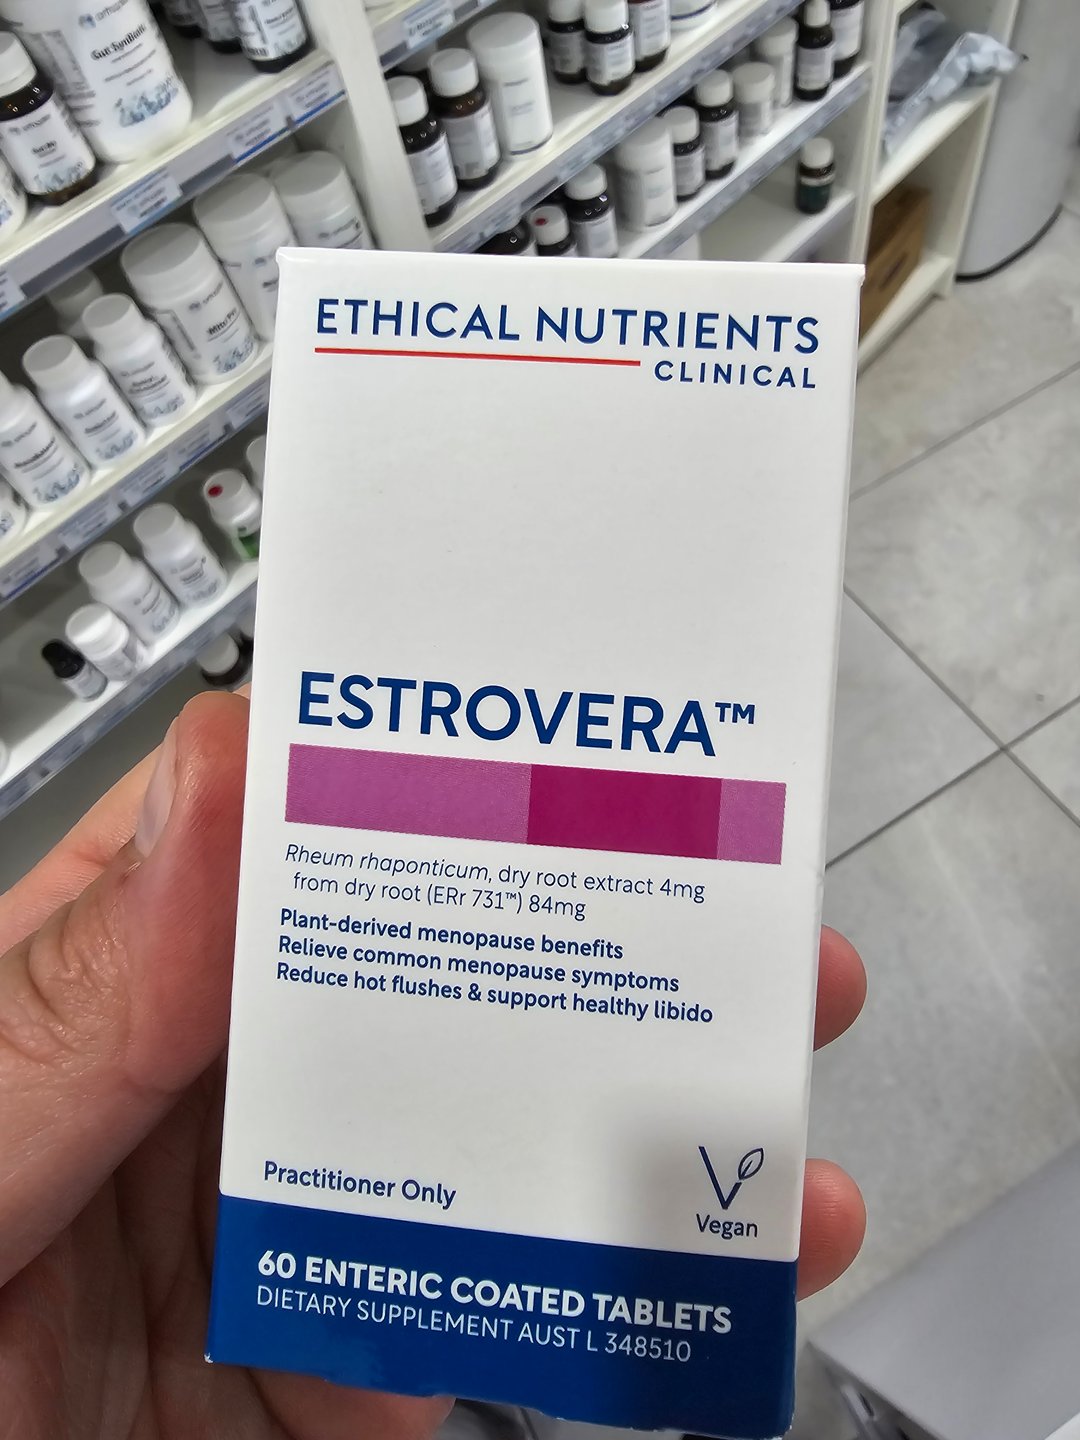 Gut Synbiotic
ETHICAL NUTRIENTS
CLINICAL
ESTROVERA™
Rheum rhaponticum, dry root extract 4mg
from dry root (ERr 731™) 84mg
Plant-derived menopause benefits
Relieve common menopause symptoms
Reduce hot flushes & support healthy libido
Practitioner Only
Vegan
60 ENTERIC COATED TABLETS
DIETARY SUPPLEMENT AUST L 348510